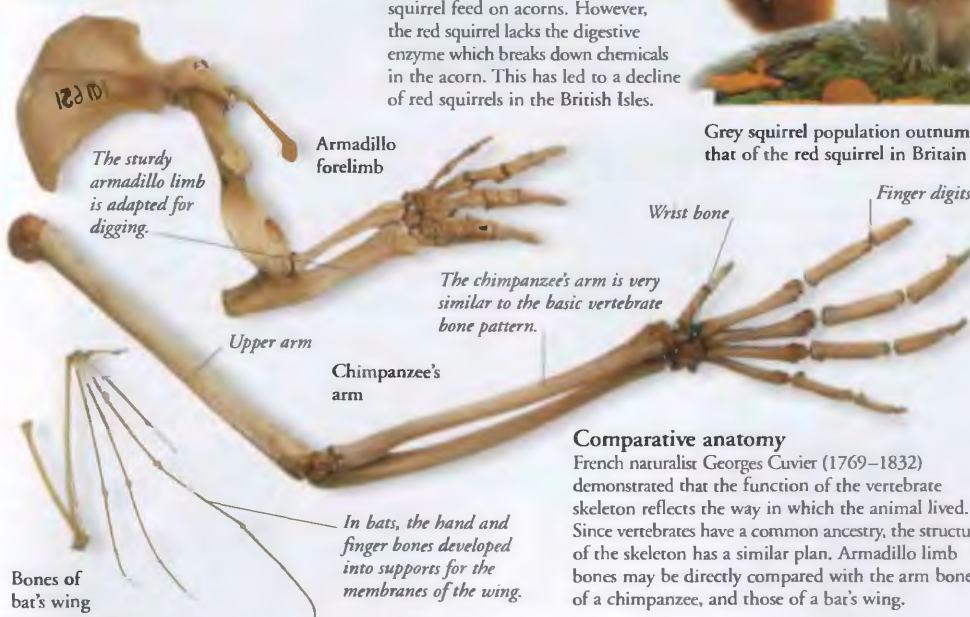 squirrel feed on acorns. However,
the red squirrel lacks the digestive
enzyme which breaks down chemicals
in the acorn. This has led to a decline
of red squirrels in the British Isles.
Grey squirrel population outnum
that of the red squirrel in Britain
Armadillo
forelimb
The sturdy
armadillo limb
is adapted for
digging.
Wrist bone
Finger digits
The chimpanzee's arm is very
similar to the basic vertebrate
bone pattern.
Upper arm
Chimpanzee's
arm
Comparative anatomy
French naturalist Georges Cuvier (1769–1832)
demonstrated that the function of the vertebrate
skeleton reflects the way in which the animal lived.
Since vertebrates have a common ancestry, the structu
of the skeleton has a similar plan. Armadillo limb
bones may be directly compared with the arm bone
of a chimpanzee, and those of a bat's wing.
In bats, the hand and
finger bones developed
into supports for the
membranes of the wing.
Bones of
bat's wing